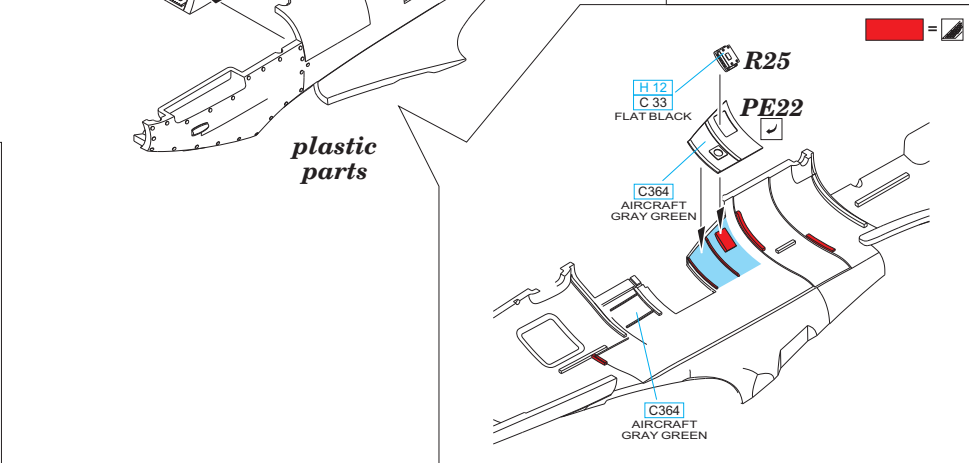 =
R25
H 12
C 33
FLAT BLACK
PE22
plastic
parts
C364
AIRCRAFT
GRAY GREEN
C364
AIRCRAFT
GRAY GREEN